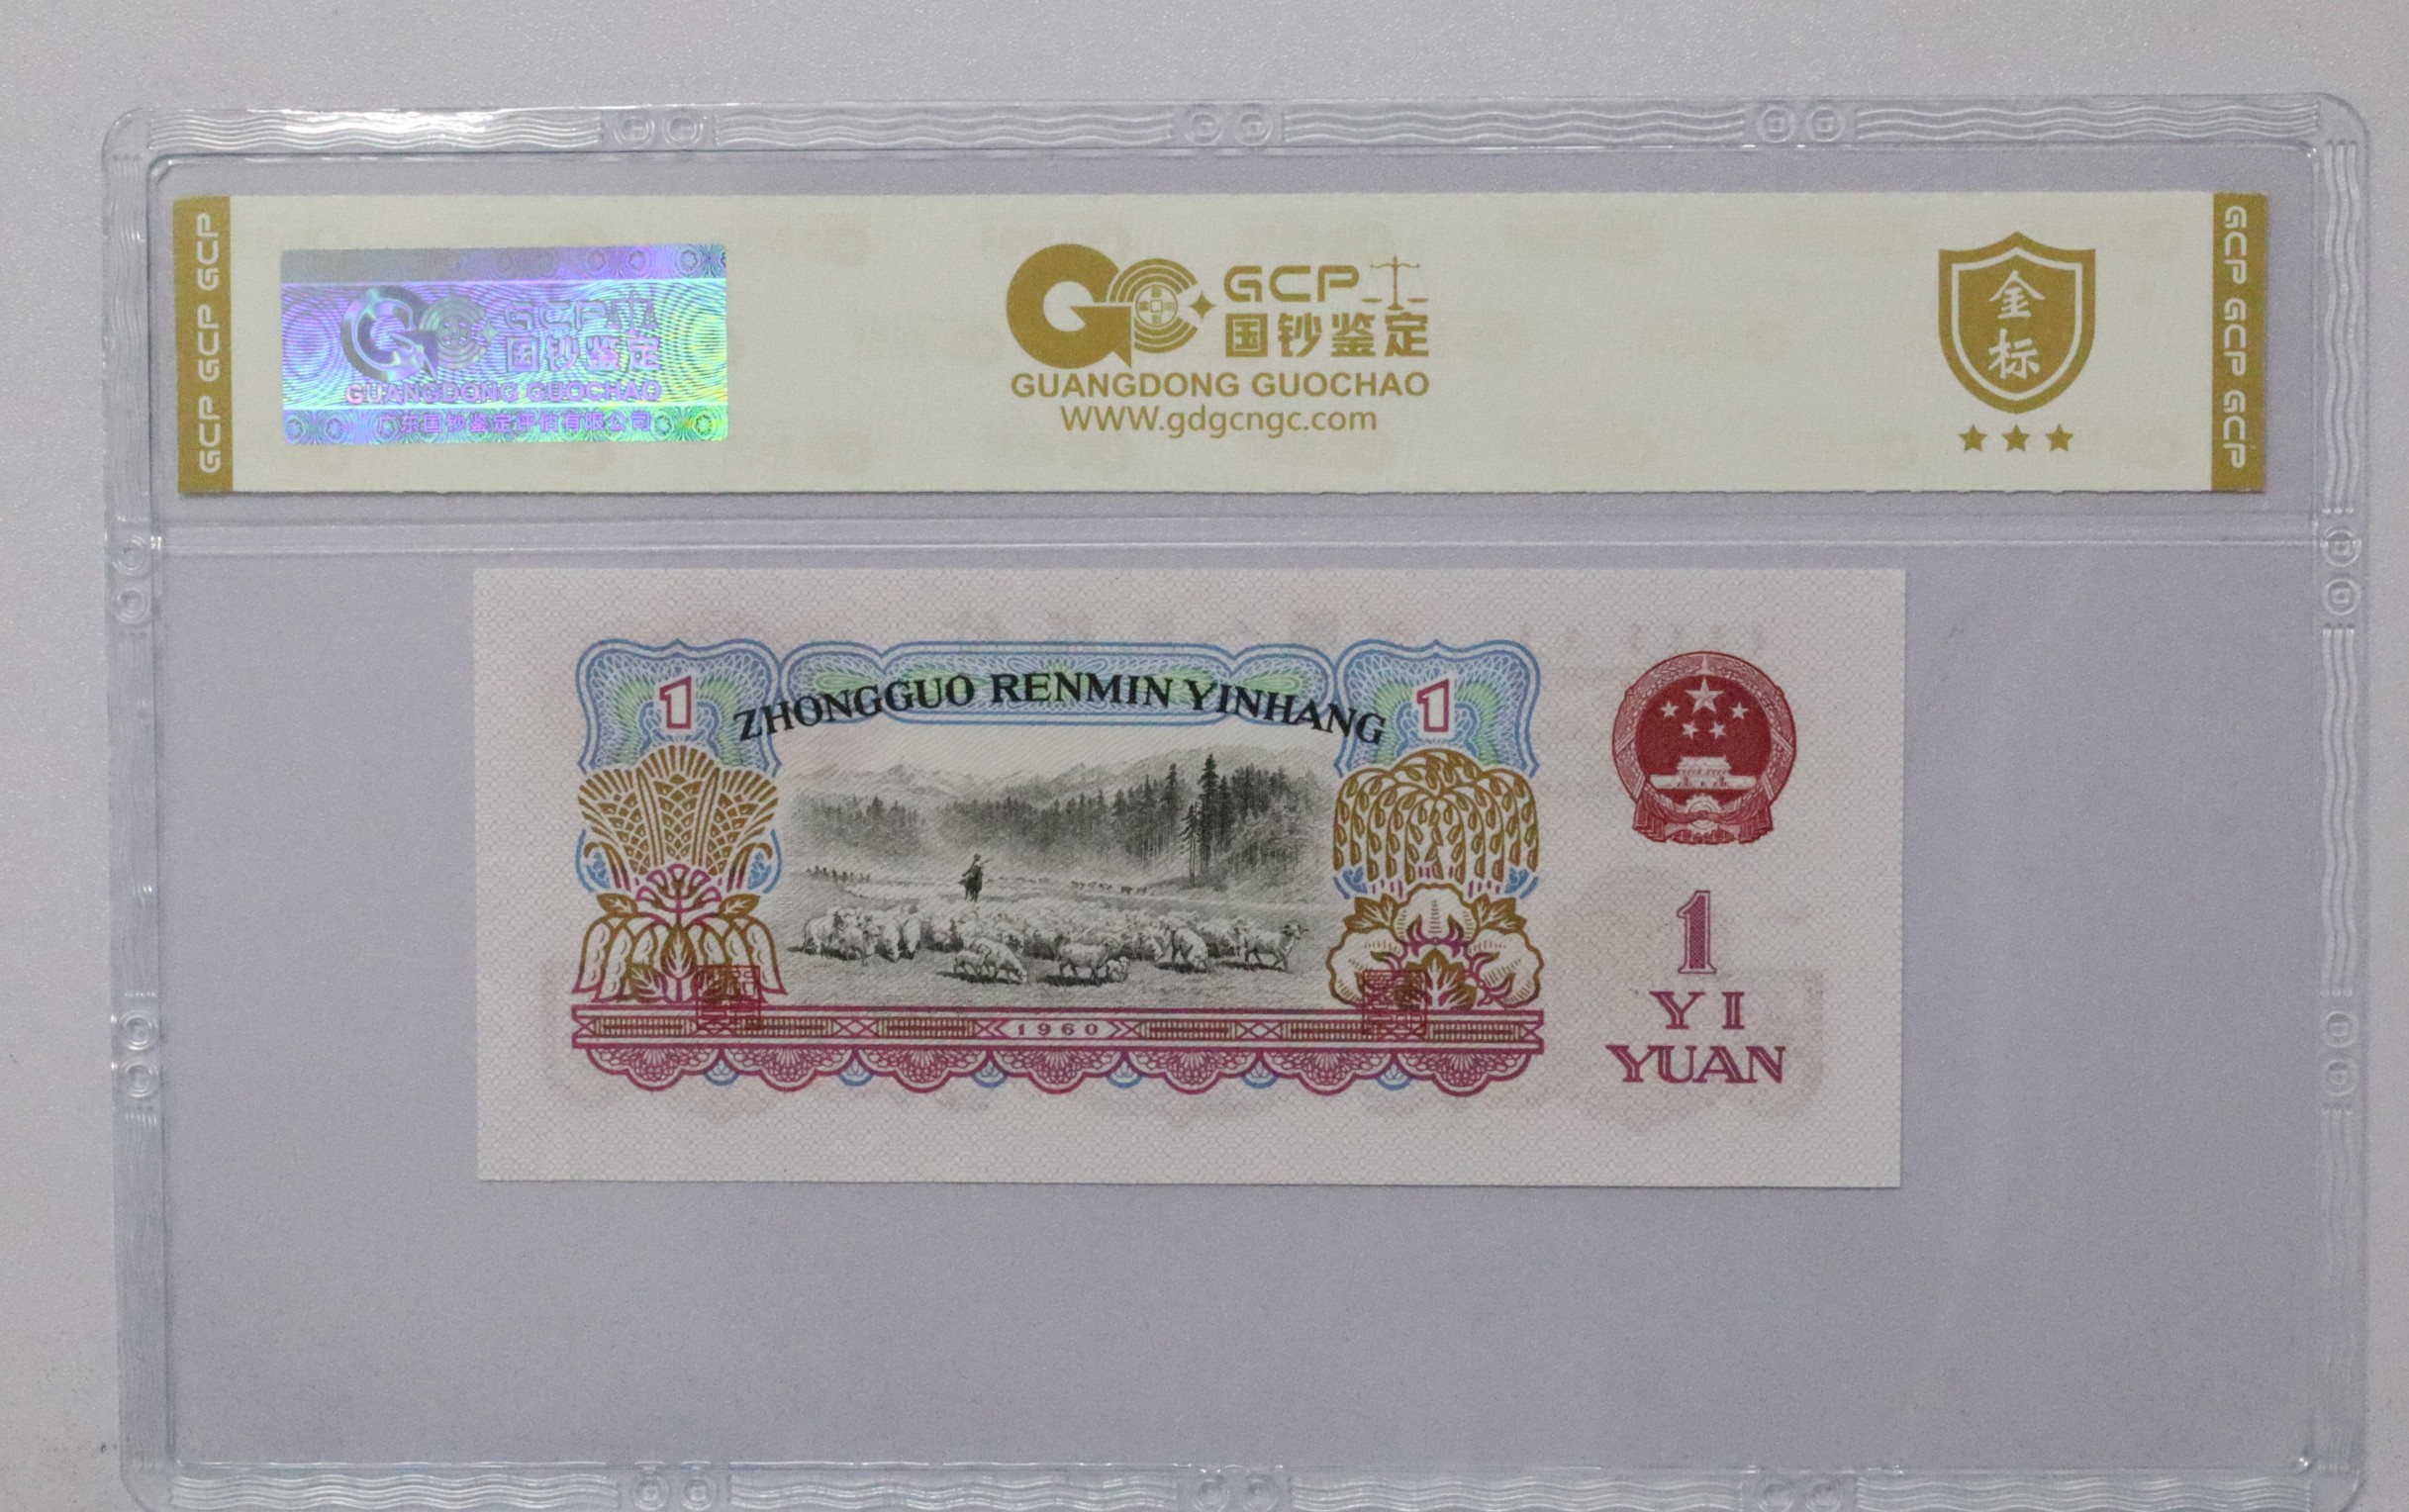 GCP GCP GCP
GCP
国钞鉴定
GUANGDONG GUOCHAO
广东国钞鉴定评估有限公司
GCP
国钞鉴定
GUANGDONG GUOCHAO
WWW.gdgcngc.com
金
标
GCP GCP GCP
1
ZHONGGUO RENMIN YINHANG
1
1960
1
YI
YUAN